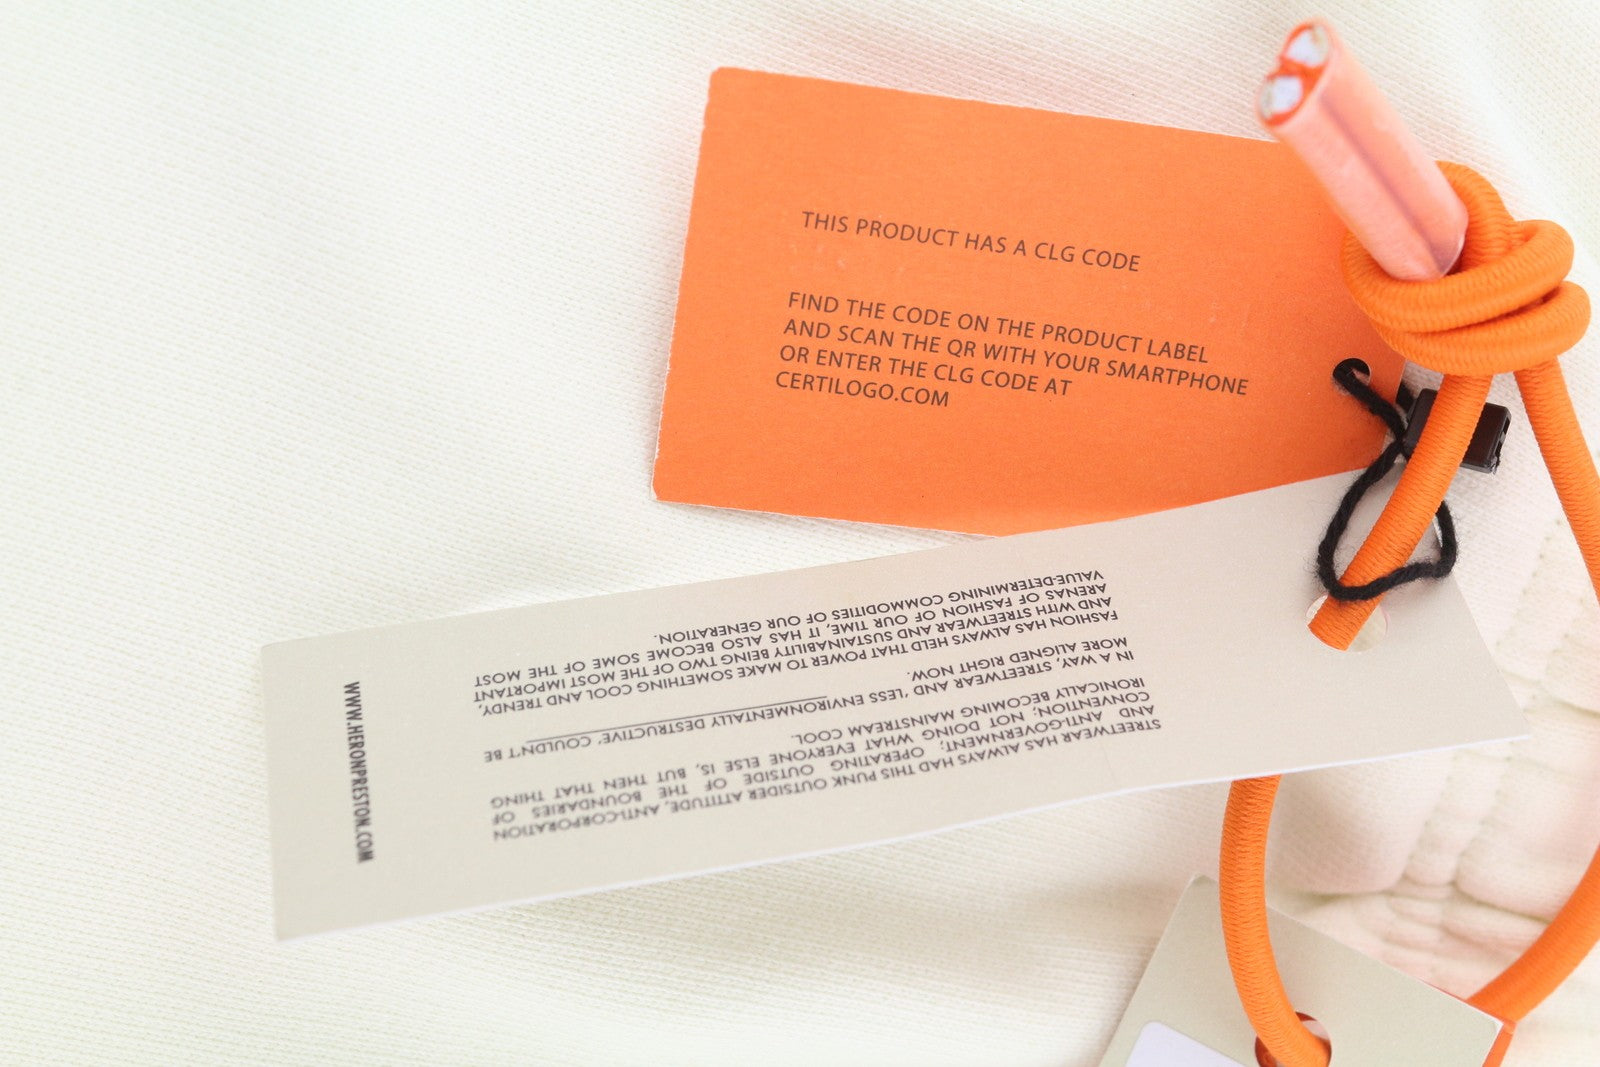 THIS PRODUCT HAS A CLG CODE
FIND THE CODE ON THE PRODUCT LABEL
AND SCAN THE QR WITH YOUR SMARTPHONE
OR ENTER THE CLG CODE AT
CERTILOGO.COM
STREETWEAR HAS ALWAYS HAD THIS PUNK OUTSIDER ATTITUDE, ANTI-CORPORATION
AND ANTI-GOVERNMENT; OPERATING OUTSIDE OF THE BOUNDARIES OF
CONVENTION; NOT DOING WHAT EVERYONE ELSE IS, BUT THEN THAT THING
IRONICALLY BECOMING MAINSTREAM COOL.
IN A WAY, STREETWEAR AND 'LESS ENVIRONMENTALLY DESTRUCTIVE,' COULDN'T BE
MORE ALIGNED RIGHT NOW.
FASHION HAS ALWAYS HELD THAT POWER TO MAKE SOMETHING COOL AND TRENDY,
AND WITH STREETWEAR AND SUSTAINABILITY BEING TWO OF THE MOST IMPORTANT
ARENAS OF FASHION OF OUR TIME, IT HAS ALSO BECOME SOME OF THE MOST
VALUE-DETERMINING COMMODITIES OF OUR GENERATION.
WWW.HERONPRESTON.COM